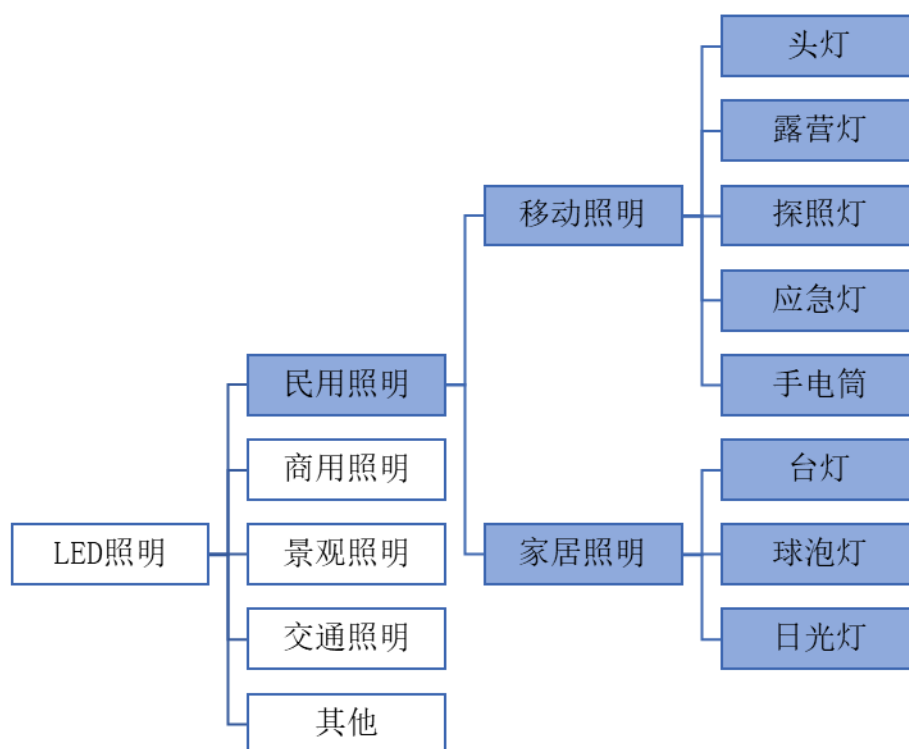 LED照明
民用照明
商用照明
景观照明
交通照明
其他
移动照明
家居照明
头灯
露营灯
探照灯
应急灯
手电筒
台灯
球泡灯
日光灯